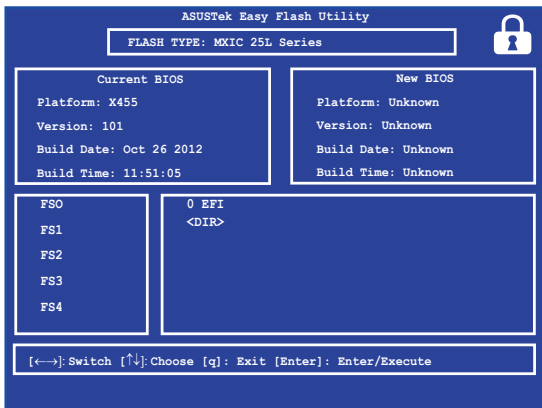 ASUSTek Easy Flash Utility
FLASH TYPE: MXIC 25L Series
Current BIOS
Platform: X455
Version: 101
Build Date: Oct 26 2012
Build Time: 11:51:05
New BIOS
Platform: Unknown
Version: Unknown
Build Date: Unknown
Build Time: Unknown
FSO
FS1
FS2
FS3
FS4
0 EFI
<DIR>
[←→]: Switch [↑↓]: Choose [q]: Exit [Enter]: Enter/Execute